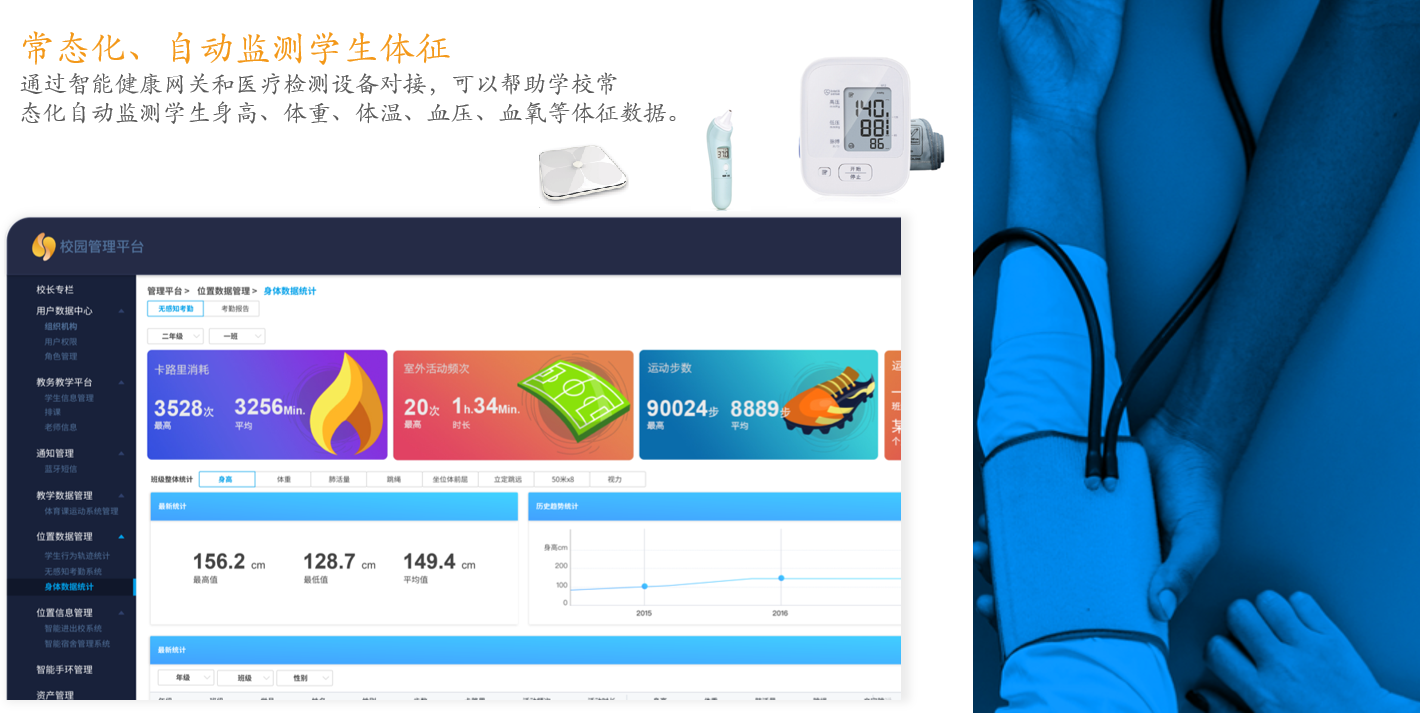 常态化、自动监测学生体征
通过智能健康网关和医疗检测设备对接，可以帮助学校常
态化自动监测学生身高、体重、体温、血压、血氧等体征数据。
140
88
86
开始
停止
校园管理平台
校长专栏
用户数据中心
组织机构
用户权限
角色管理
教务教学平台
学生信息管理
排课
老师信息
通知管理
蓝牙短信
教学数据管理
体育课运动系统管理
位置数据管理
学生行为轨迹统计
无感知考勤系统
身体数据统计
位置信息管理
智能进出校系统
智能宿舍管理系统
智能手环管理
资产管理
管理平台 > 位置数据管理 > 身体数据统计
无感知考勤 考勤报告
二年级 一班
卡路里消耗
3528次 3256Min.
最高 平均
室外活动频次
20次 1h.34Min.
最高 时长
运动步数
90024步 8889步
最高 平均
班级整体统计 身高 体重 肺活量 跳绳 坐位体前屈 立定跳远 50米x8 视力
最新统计
156.2 cm 128.7 cm 149.4 cm
最高值 最低值 平均值
历史趋势统计
身高cm
200
100
0
2015 2016
最新统计
年级 班级 性别